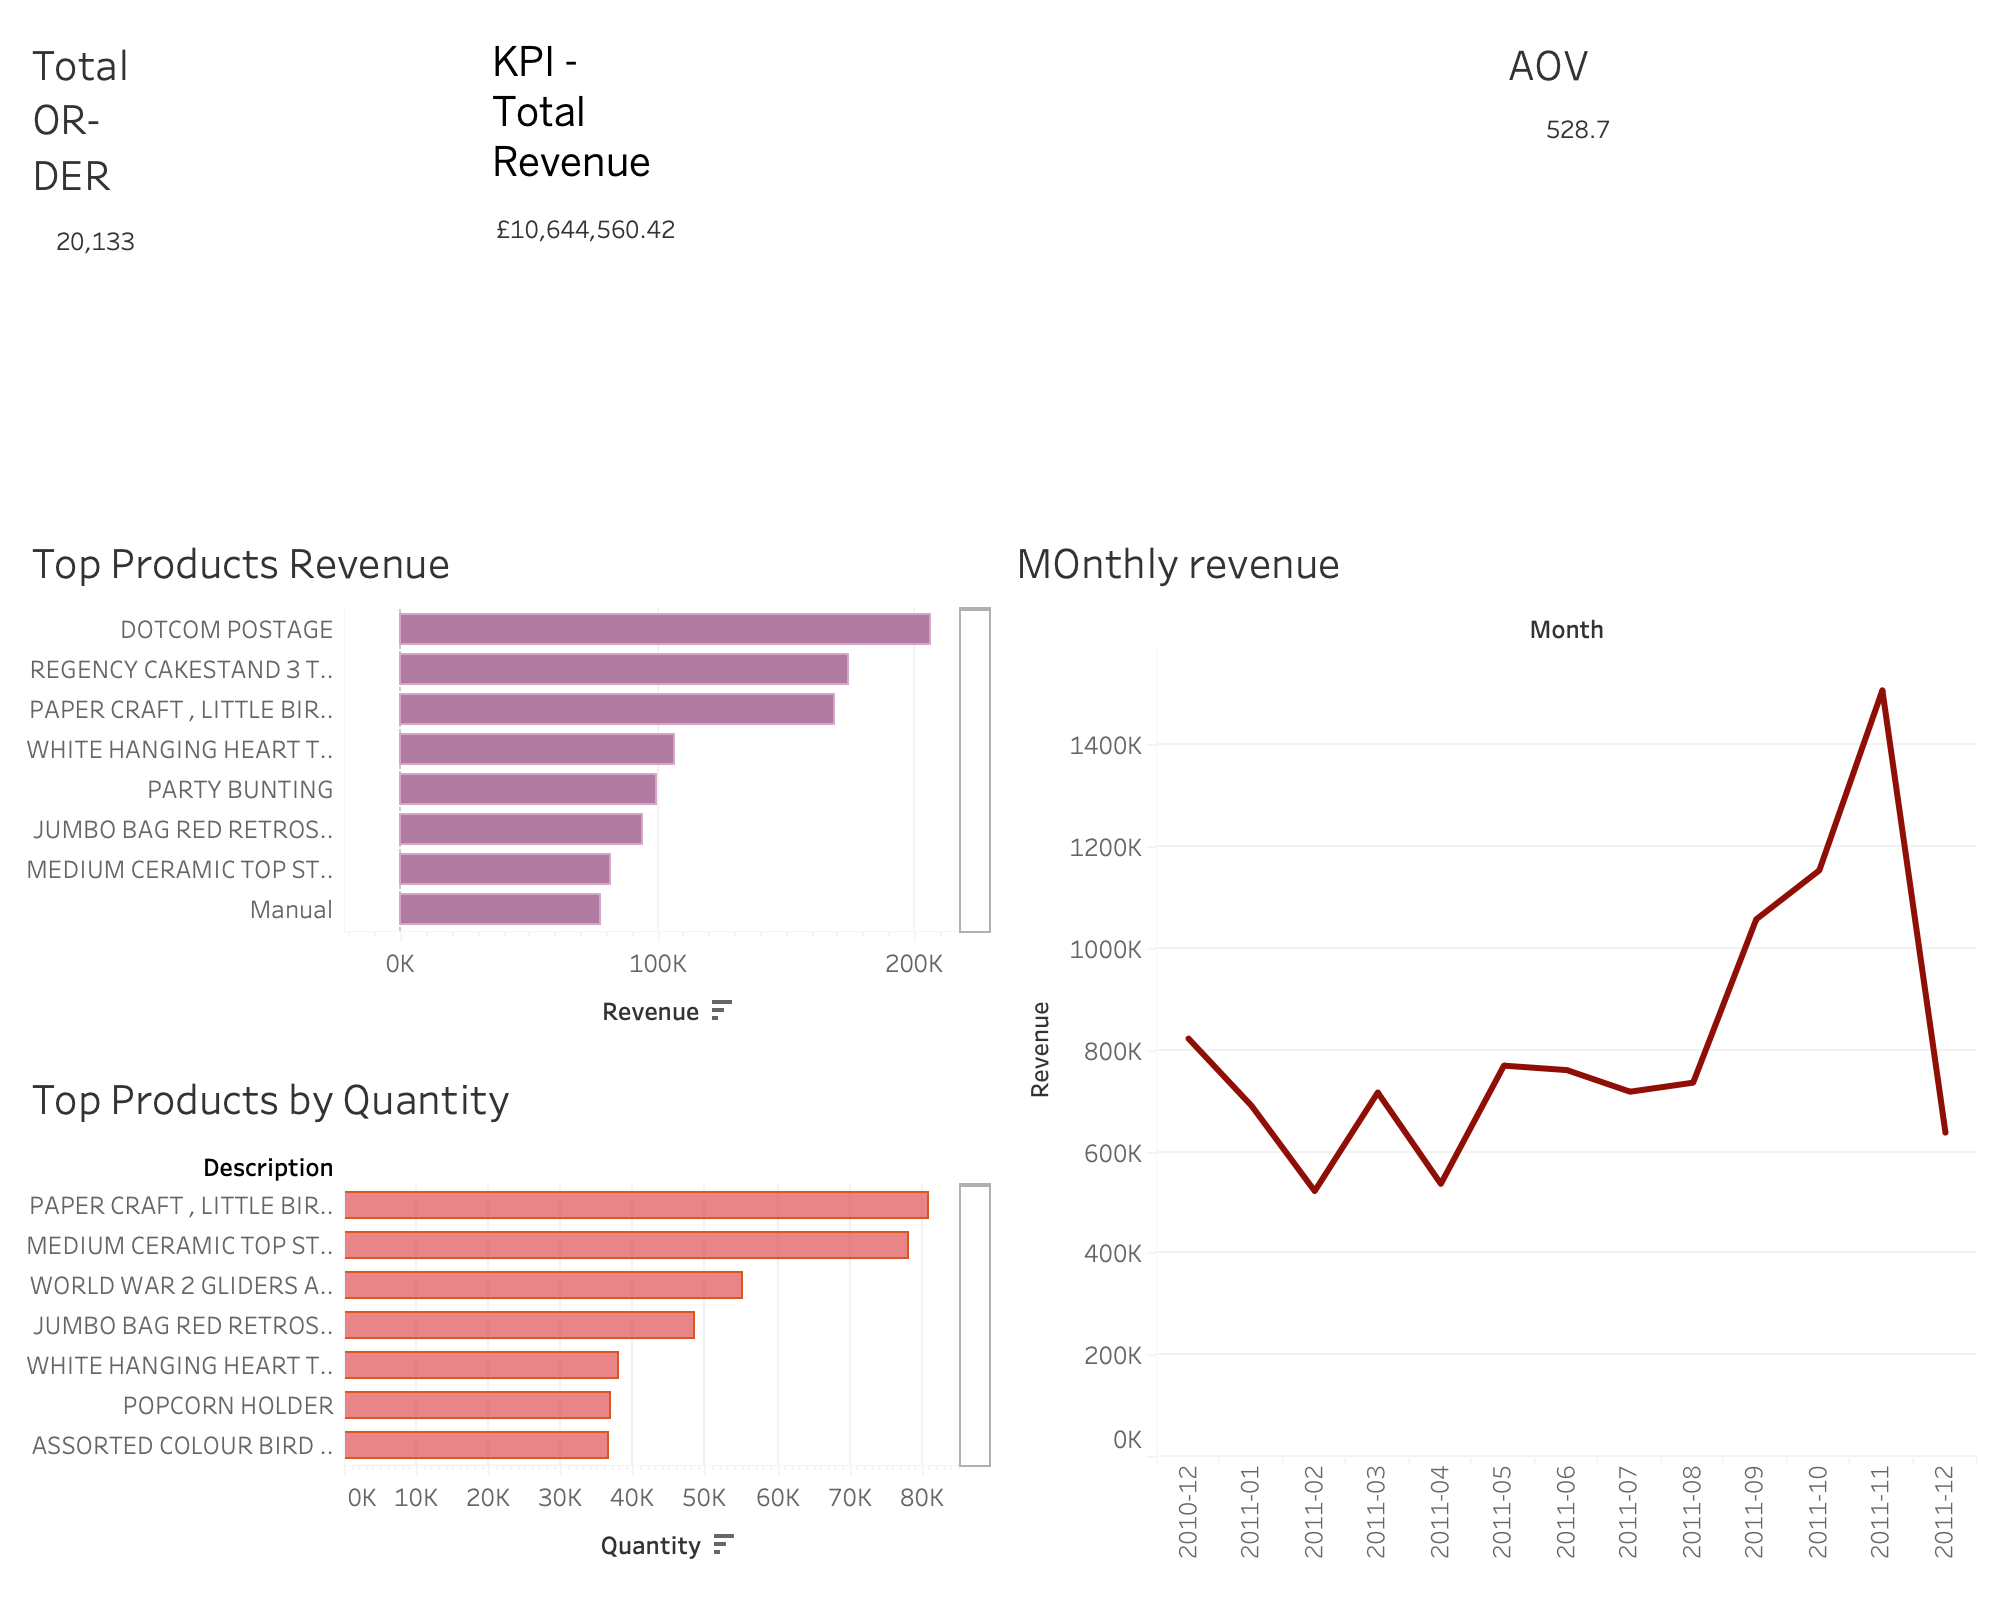 Total
OR-
DER
20,133
KPI -
Total
Revenue
£10,644,560.42
AOV
528.7
Top Products Revenue
DOTCOM POSTAGE
REGENCY CAKESTAND 3 T..
PAPER CRAFT , LITTLE BIR..
WHITE HANGING HEART T..
PARTY BUNTING
JUMBO BAG RED RETROS..
MEDIUM CERAMIC TOP ST..
Manual
0K 100K 200K
Revenue
Top Products by Quantity
Description
PAPER CRAFT , LITTLE BIR..
MEDIUM CERAMIC TOP ST..
WORLD WAR 2 GLIDERS A..
JUMBO BAG RED RETROS..
WHITE HANGING HEART T..
POPCORN HOLDER
ASSORTED COLOUR BIRD ..
0K 10K 20K 30K 40K 50K 60K 70K 80K
Quantity
MOnthly revenue
Month
1400K
1200K
1000K
800K
600K
400K
200K
0K
Revenue
2010-12
2011-01
2011-02
2011-03
2011-04
2011-05
2011-06
2011-07
2011-08
2011-09
2011-10
2011-11
2011-12